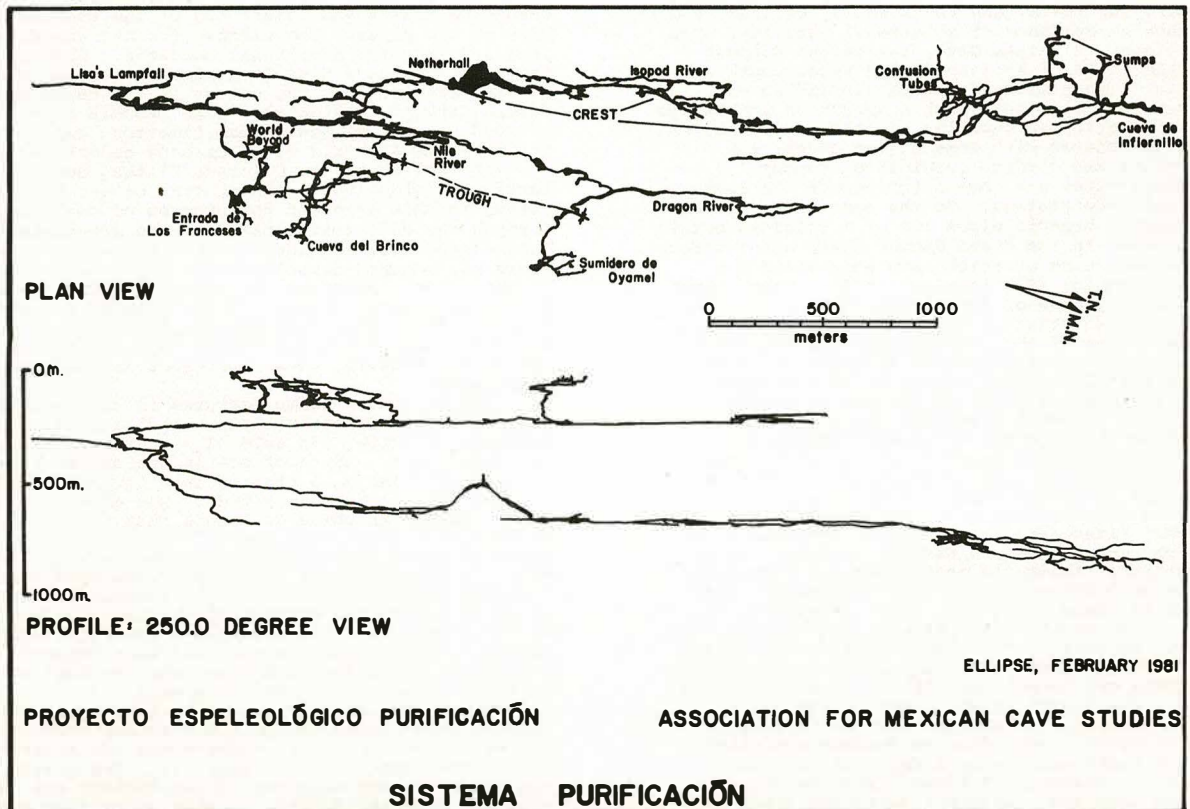 Lisa's Lampfall
Netherhall
Isopod River
Confusion
Tubes
Sumps
CREST
Cueva de
Infiernillo
World
Beyond
Nile
River
TROUGH
Dragon River
Entrada de
Los Franceses
Cueva del Brinco
Sumidero de
Oyamel
PLAN VIEW
T.N.
M.N.
0 500 1000
meters
0m.
500m.
1000m.
PROFILE: 250.0 DEGREE VIEW
ELLIPSE, FEBRUARY 1981
PROYECTO ESPELEOLÓGICO PURIFICACIÓN
ASSOCIATION FOR MEXICAN CAVE STUDIES
SISTEMA PURIFICACIÓN